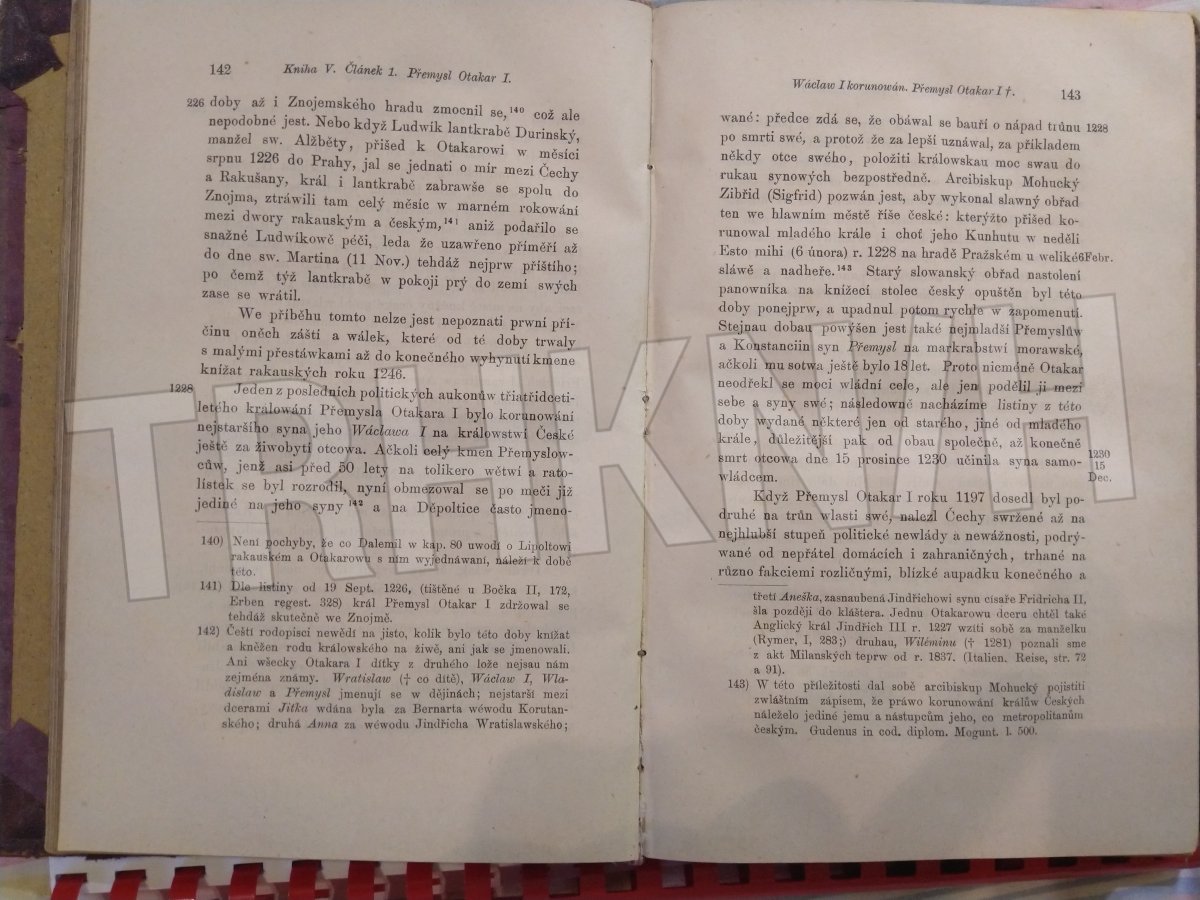 142 Kniha V. Článek 1. Přemysl Otakar I.
226 doby až i Znojemského hradu zmocnil se,¹⁴⁰ což ale
nepodobné jest. Nebo když Ludwík lantkrabě Durinský,
manžel sw. Alžběty, přišed k Otakarowi w měsíci
srpnu 1226 do Prahy, jal se jednati o mír mezi Čechy
a Rakušany, král i lantkrabě zabrawše se spolu do
Znojma, ztráwili tam celý měsíc w marném rokowání
mezi dwory rakauským a českým,¹⁴¹ aniž podařilo se
snažné Ludwíkowě péči, leda že uzawřeno příměří až
do dne sw. Martina (11 Nov.) tehdáž nejprw příštího;
po čemž týž lantkrabě w pokoji prý do zemí swých
zase se wrátil.
We příběhu tomto nelze jest nepoznati prwní pří-
činu oněch záští a wálek, které od té doby trwaly
s malými přestáwkami až do konečného wyhynutí kmene
knížat rakauských roku 1246.
1228 Jeden z posledních politických aukonůw třiatřidceti-
letého kralowání Přemysla Otakara I bylo korunowání
nejstaršího syna jeho Wáclawa I na králowstwí České
ještě za žiwobytí otcowa. Ačkoli celý kmen Přemyslow-
cůw, jenž asi před 50 lety na tolikero wětwí a rato-
lístek se byl rozrodil, nyní obmezowal se po meči již
jediné na jeho syny ¹⁴² a na Děpoltice často jmeno-
140) Není pochyby, že co Dalemil w kap. 80 uwodí o Lipoltowi
rakauském a Otakarowu s ním wyjednáwaní, náleží k době
této.
141) Dle listiny od 19 Sept. 1226, (tištěné u Bočka II, 172,
Erben regest. 328) král Přemysl Otakar I zdržowal se
tehdáž skutečně we Znojmě.
142) Čeští rodopisci newědí na jisto, kolik bylo této doby knížat
a kněžen rodu králowského na žiwě, ani jak se jmenowali.
Ani wšecky Otakara I dítky z druhého lože nejsau nám
zejména známy. Wratislaw († co dítě), Wáclaw I, Wla-
dislaw a Přemysl jmenují se w dějinách; nejstarší mezi
dcerami Jitka wdána byla za Bernarta wéwodu Korutan-
ského; druhá Anna za wéwodu Jindřicha Wratislawského;
Wáclaw I korunowán. Přemysl Otakar I †. 143
wané: předce zdá se, že obáwal se bauří o nápad trůnu 1228
po smrti swé, a protož že za lepší uznáwal, za příkladem
někdy otce swého, položiti králowskau moc swau do
rukau synowých bezpostředně. Arcibiskup Mohucký
Zibřid (Sigfrid) pozwán jest, aby wykonal slawný obřad
ten we hlawním městě říše české: kterýžto přišed ko-
runowal mladého krále i choť jeho Kunhutu w neděli
Esto mihi (6 února) r. 1228 na hradě Pražském u weliké 6Febr.
sláwě a nadheře.¹⁴³ Starý slowanský obřad nastolení
panowníka na knížecí stolec český opuštěn byl této
doby ponejprw, a upadnul potom rychle w zapomenutí.
Stejnau dobau powýšen jest také nejmladší Přemyslůw
a Konstanciin syn Přemysl na markrabstwí morawské,
ačkoli mu sotwa ještě bylo 18 let. Proto nicméně Otakar
neodřekl se moci wládní cele, ale jen podělil ji mezi
sebe a syny swé; následowně nacházíme listiny z této
doby wydané některé jen od starého, jiné od mladého
krále, důležitější pak od obau společně, až konečně
smrt otcowa dne 15 prosince 1230 učinila syna samo- 1230
15
wládcem. Dec.
Když Přemysl Otakar I roku 1197 dosedl byl po-
druhé na trůn wlasti swé, nalezl Čechy swržené až na
nejhlubší stupeň politické newlády a newážnosti, podrý-
wané od nepřátel domácích i zahraničných, trhané na
různo fakciemi rozličnými, blízké aupadku konečného a
třetí Aneška, zasnaubená Jindřichowi synu císaře Fridricha II,
šla později do kláštera. Jednu Otakarowu dceru chtěl také
Anglický král Jindřich III r. 1227 wzíti sobě za manželku
(Rymer, I, 283;) druhau, Wileminu († 1281) poznali sme
z akt Milanských teprw od r. 1837. (Italien. Reise, str. 72
a 91).
143) W této příležitosti dal sobě arcibiskup Mohucký pojistiti
zwláštním zápisem, že práwo korunowání králůw Českých
náleželo jediné jemu a nástupcům jeho, co metropolitanům
českým. Gudenus in cod. diplom. Mogunt. l. 500.
TRHKNIH